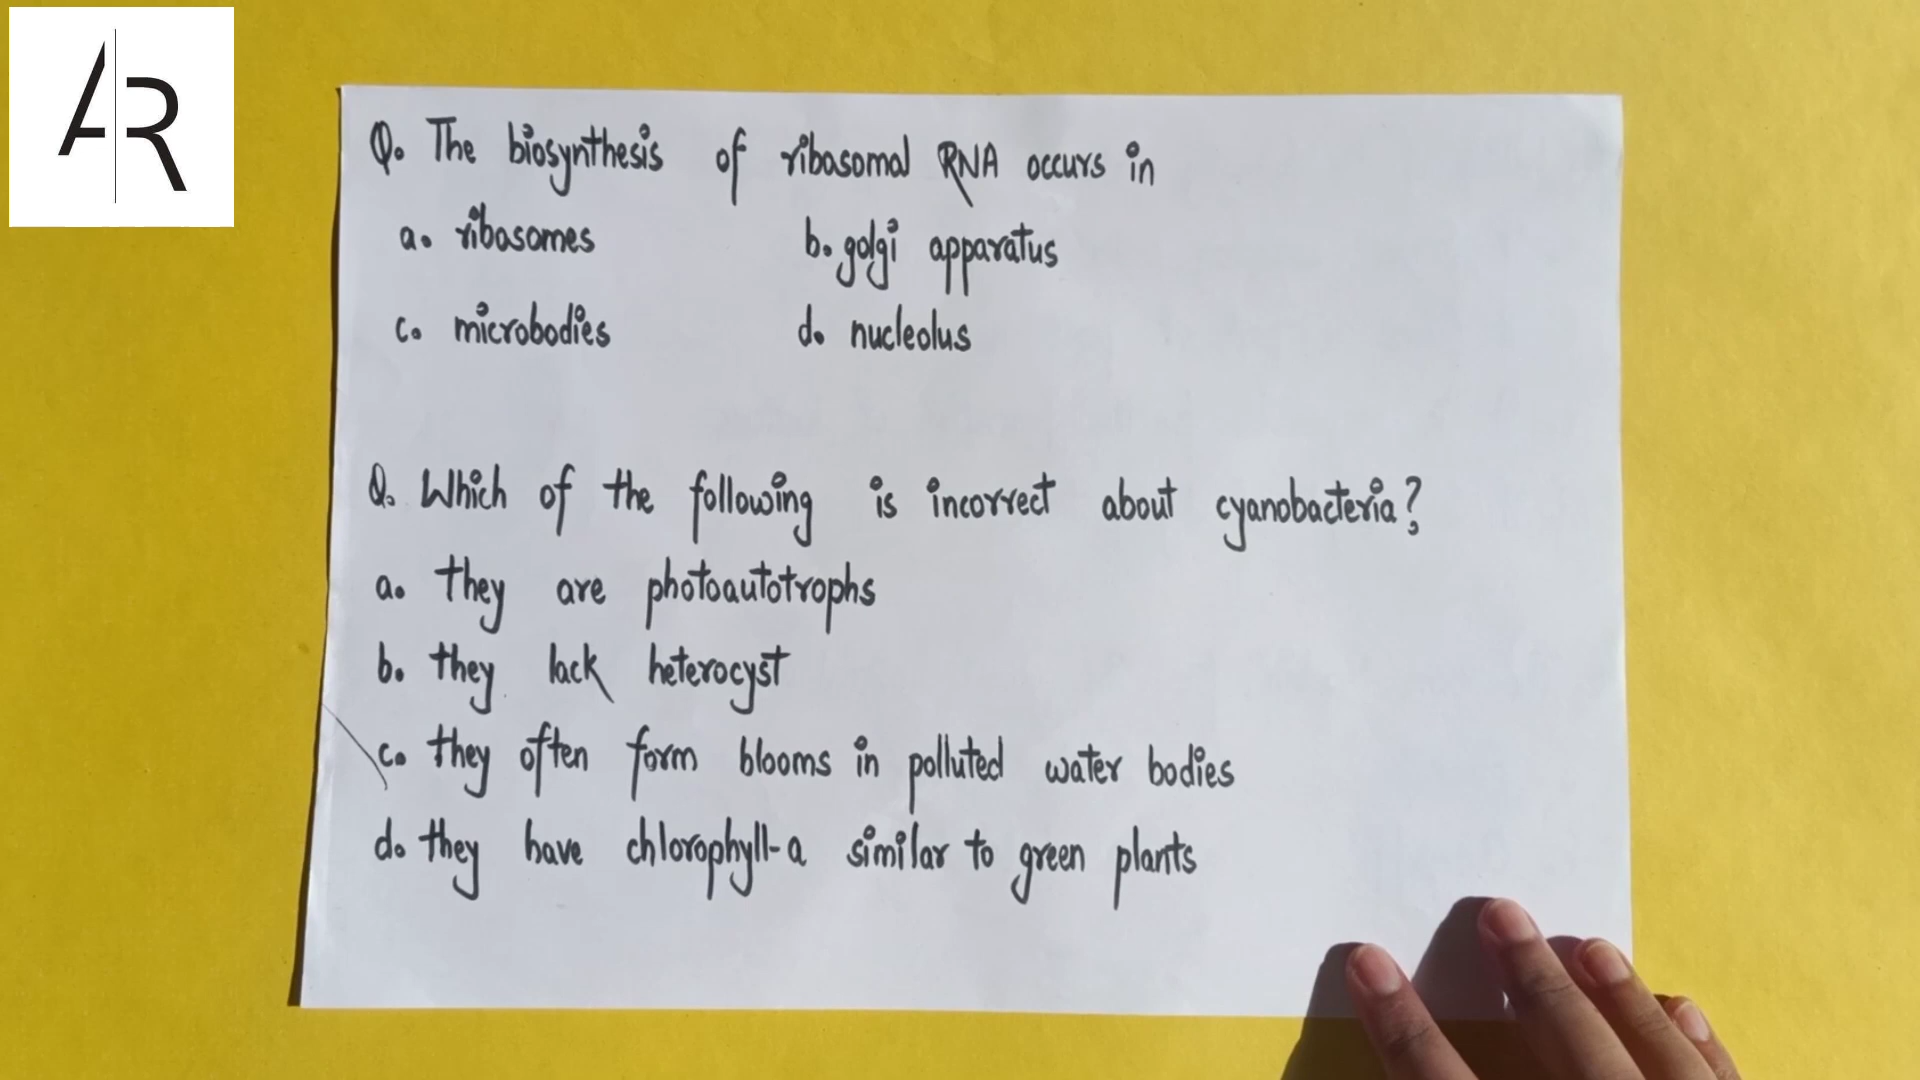 AR
Q. The biosynthesis of ribosomal RNA occurs in
a. ribosomes b. golgi apparatus
c. microbodies d. nucleolus
Q. Which of the following is incorrect about cyanobacteria?
a. they are photoautotrophs
b. they lack heterocyst
c. they often form blooms in polluted water bodies
d. they have chlorophyll-a similar to green plants